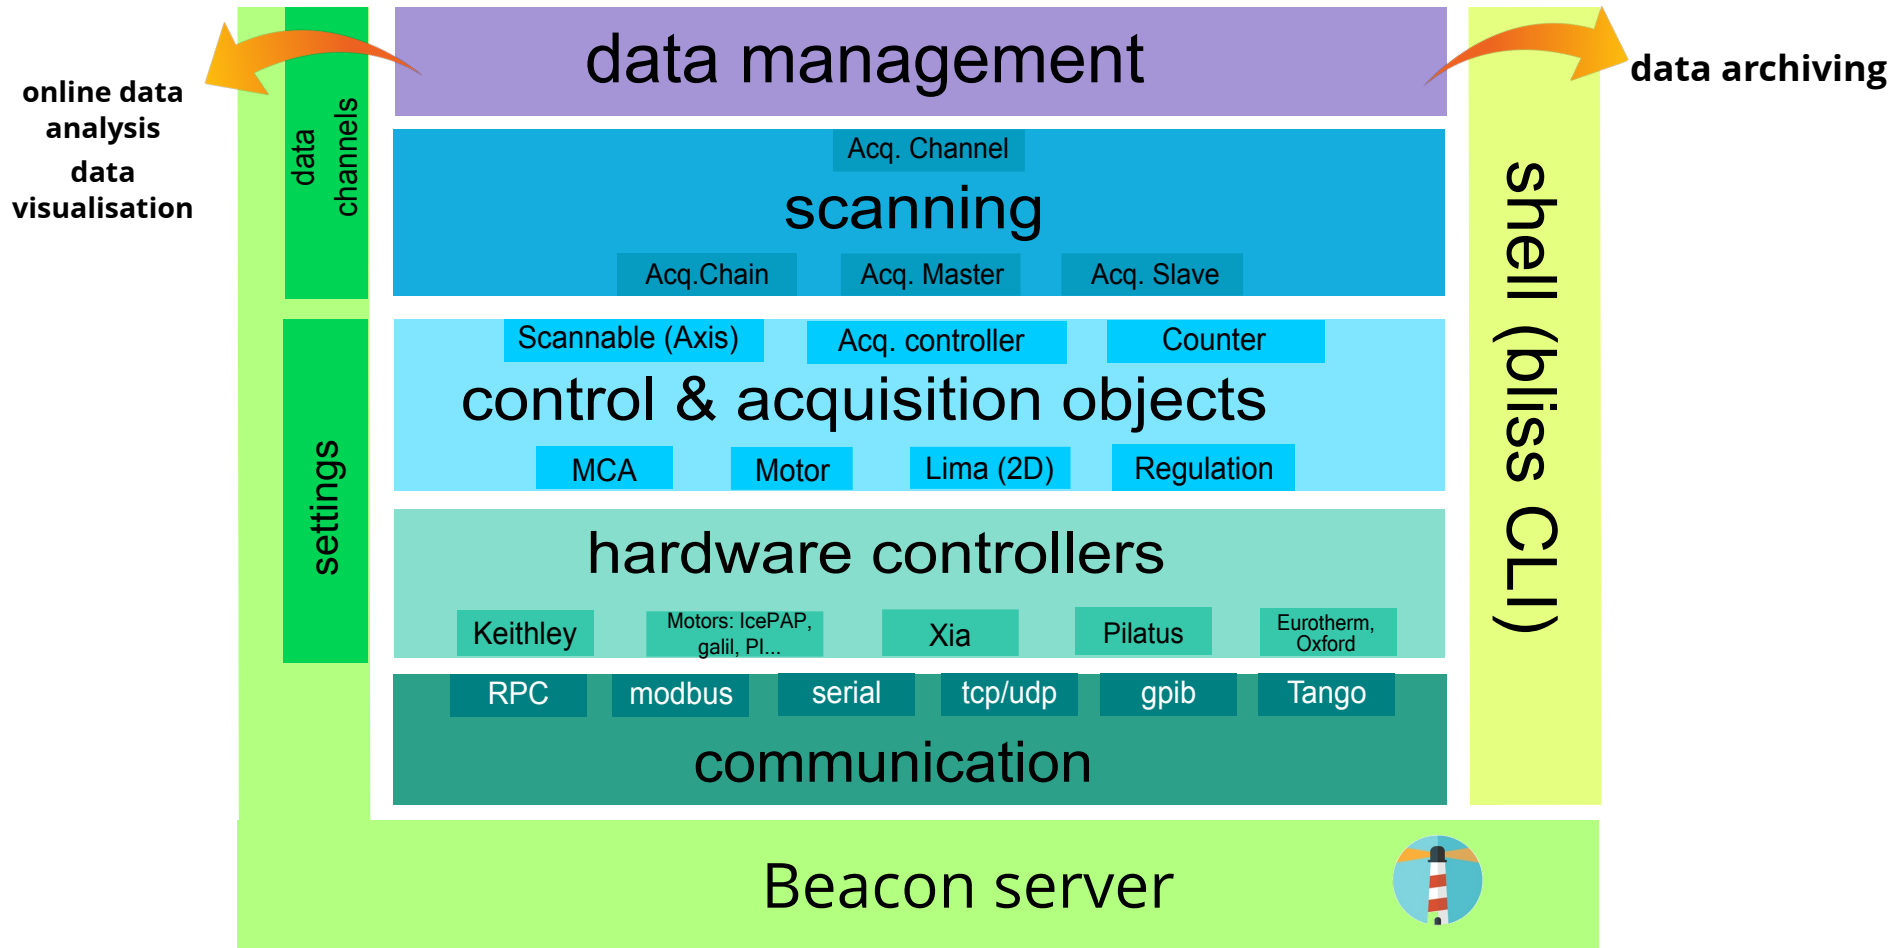 data management
data archiving
online data
analysis
data
visualisation
data
channels
Acq. Channel
scanning
Acq.Chain
Acq. Master
Acq. Slave
shell (bliss CLI)
settings
Scannable (Axis)
Acq. controller
Counter
control & acquisition objects
MCA
Motor
Lima (2D)
Regulation
hardware controllers
Keithley
Motors: IcePAP,
galil, PI...
Xia
Pilatus
Eurotherm,
Oxford
RPC
modbus
serial
tcp/udp
gpib
Tango
communication
Beacon server